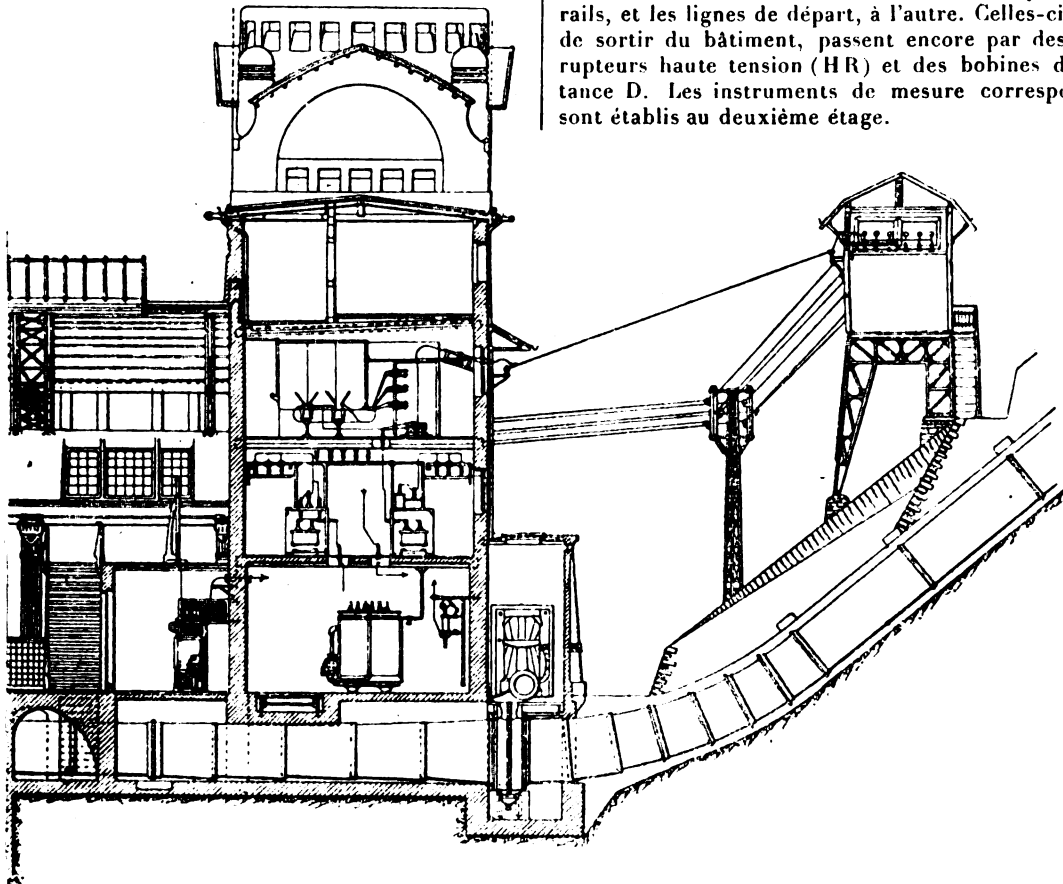 rails, et les lignes de départ, à l'autre. Celles-ci
de sortir du bâtiment, passent encore par des
rupteurs haute tension (HR) et des bobines d
tance D. Les instruments de mesure correspo
sont établis au deuxième étage.